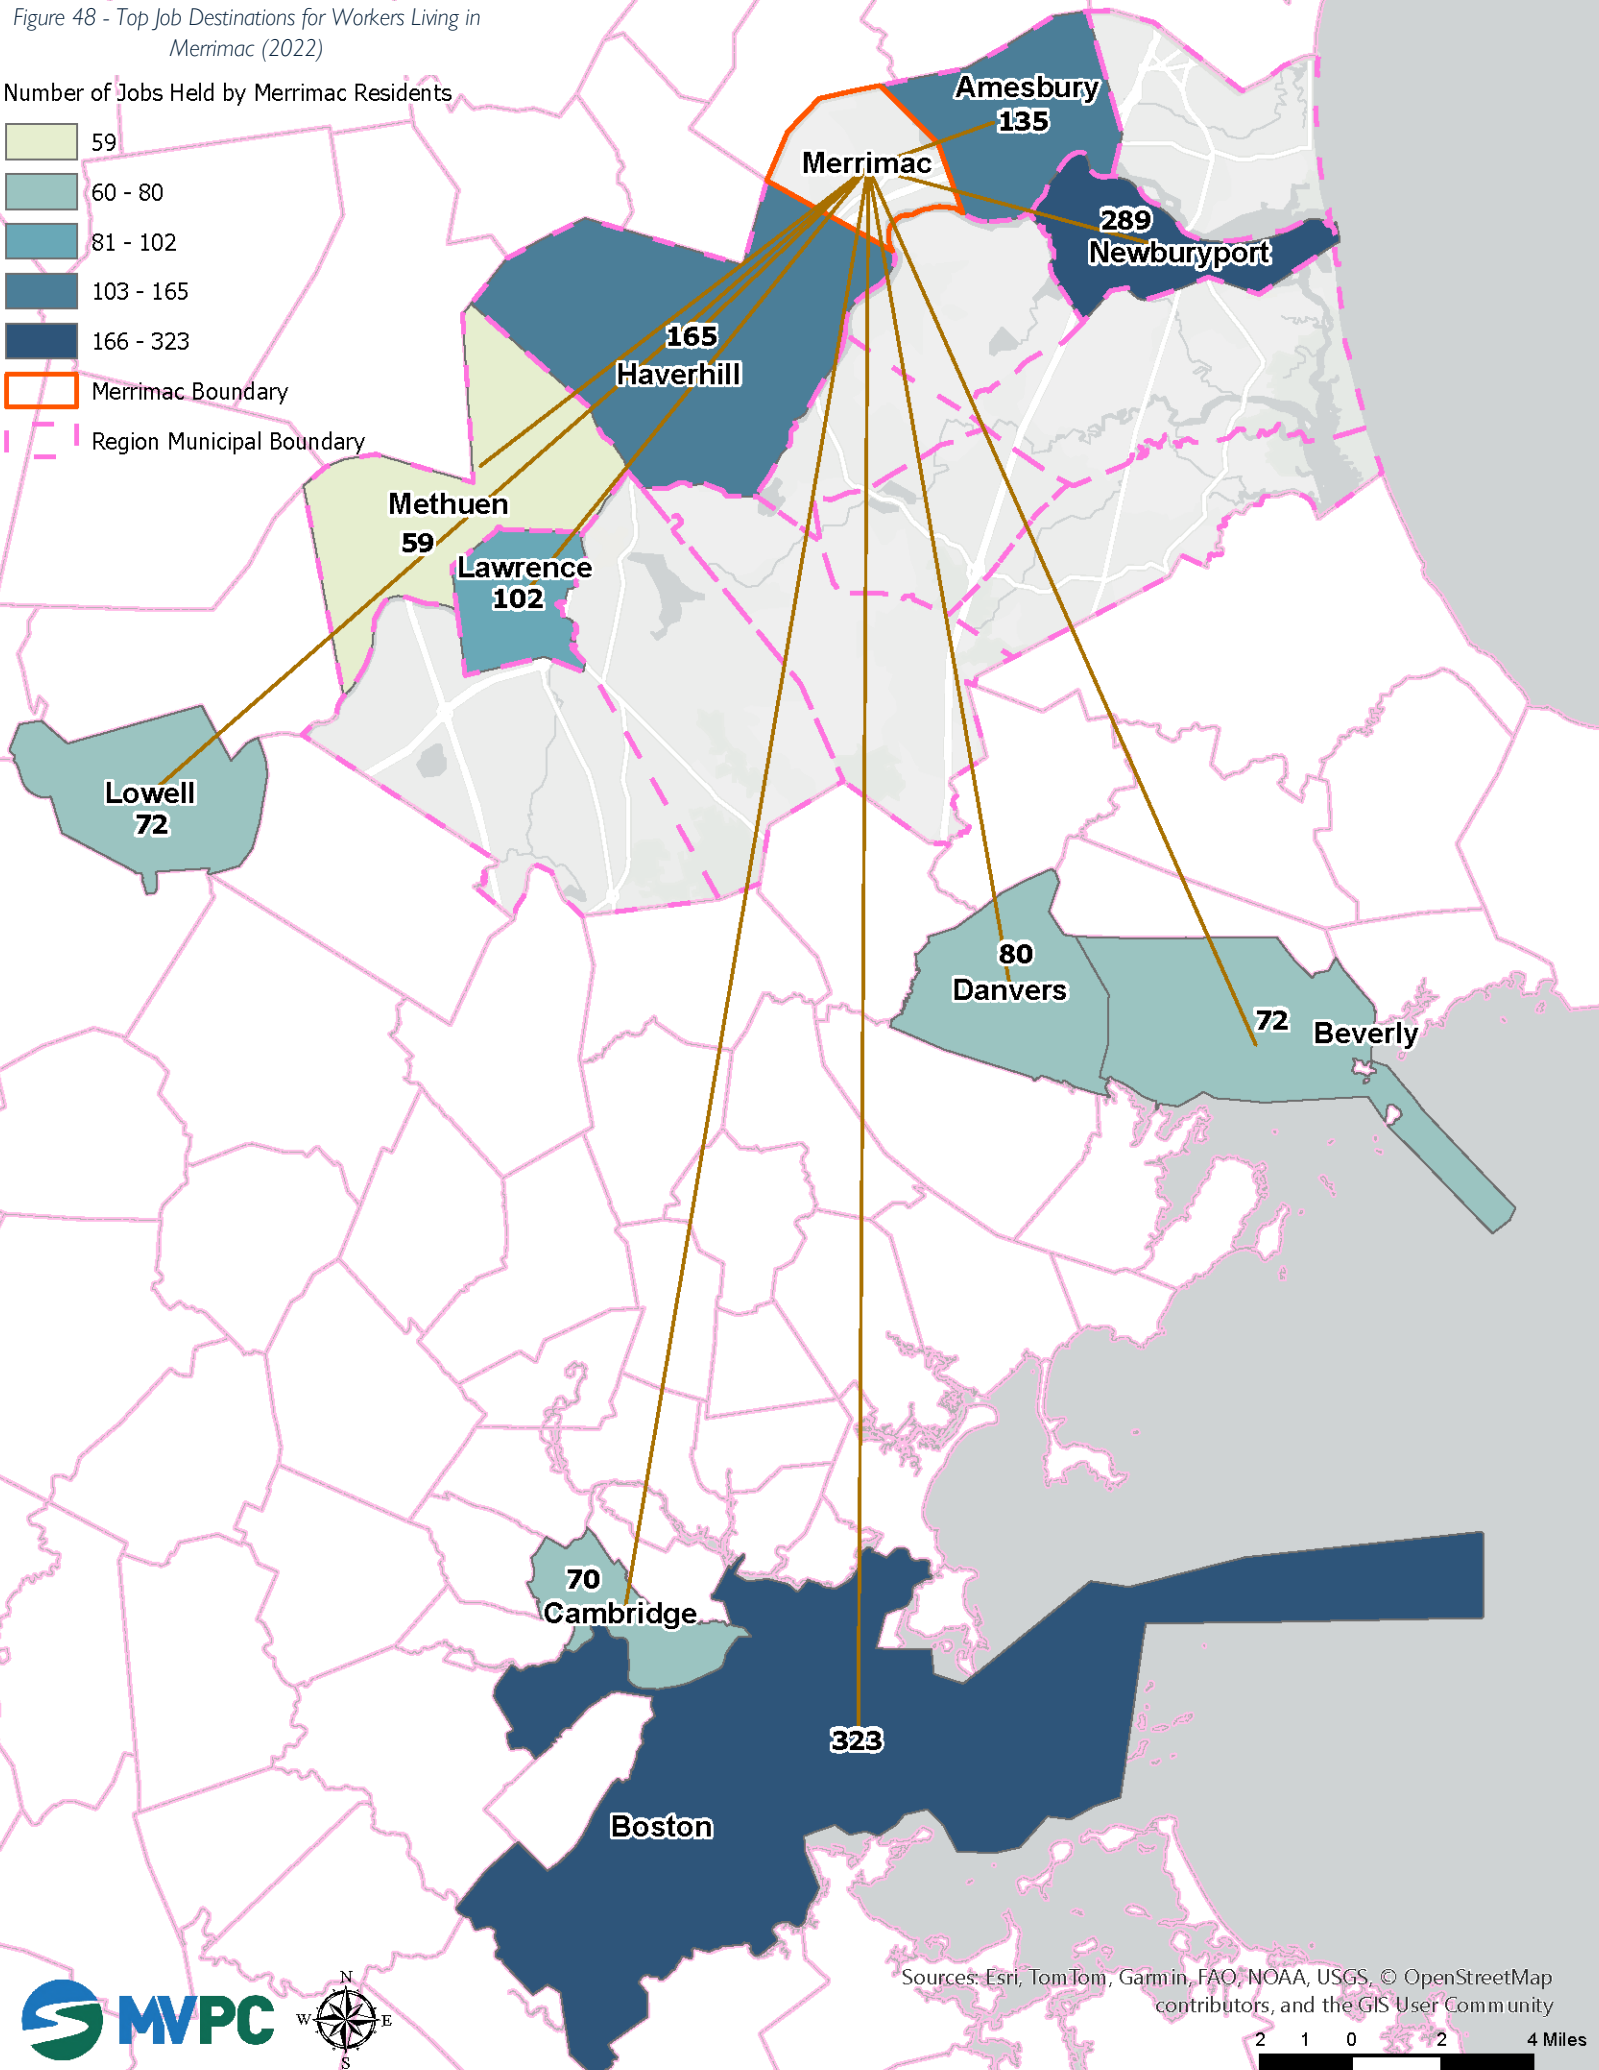 Figure 48 - Top Job Destinations for Workers Living in
Merrimac (2022)
Number of Jobs Held by Merrimac Residents
59
60 - 80
81 - 102
103 - 165
166 - 323
Merrimac Boundary
Region Municipal Boundary
Amesbury
135
Merrimac
289
Newburyport
165
Haverhill
Methuen
59
Lawrence
102
Lowell
72
80
Danvers
72
Beverly
70
Cambridge
323
Boston
Sources: Esri, TomTom, Garmin, FAO, NOAA, USGS, © OpenStreetMap
contributors, and the GIS User Community
MVPC
N
W
E
S
2 1 0 2 4 Miles